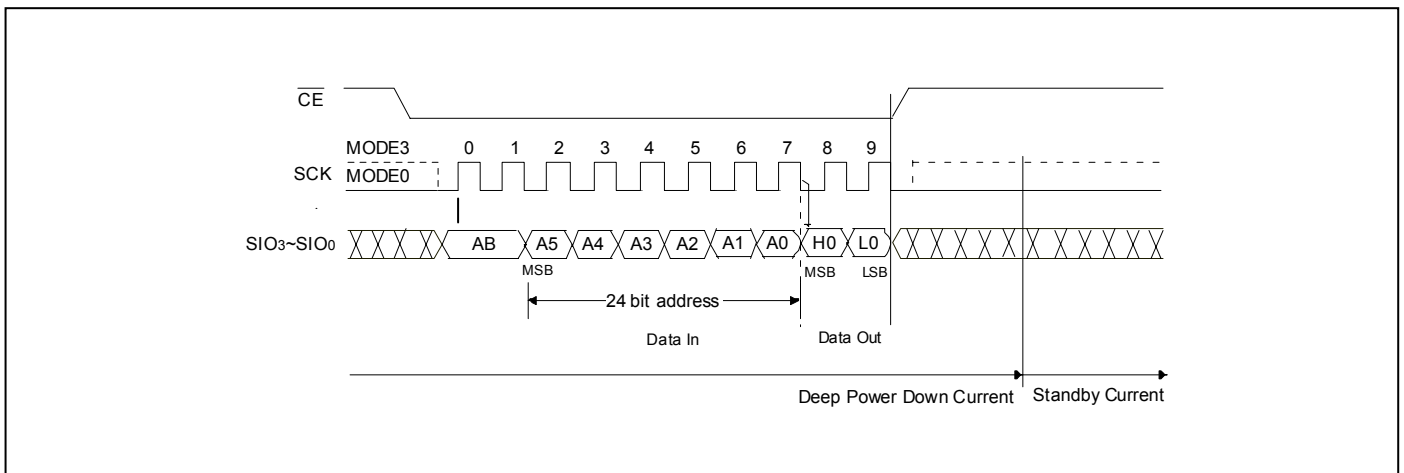 CE
MODE3 0 1 2 3 4 5 6 7 8 9
SCK MODE0
SIO3~SIO0 AB A5 A4 A3 A2 A1 A0 H0 L0
MSB MSB LSB
24 bit address
Data In Data Out
Deep Power Down Current Standby Current